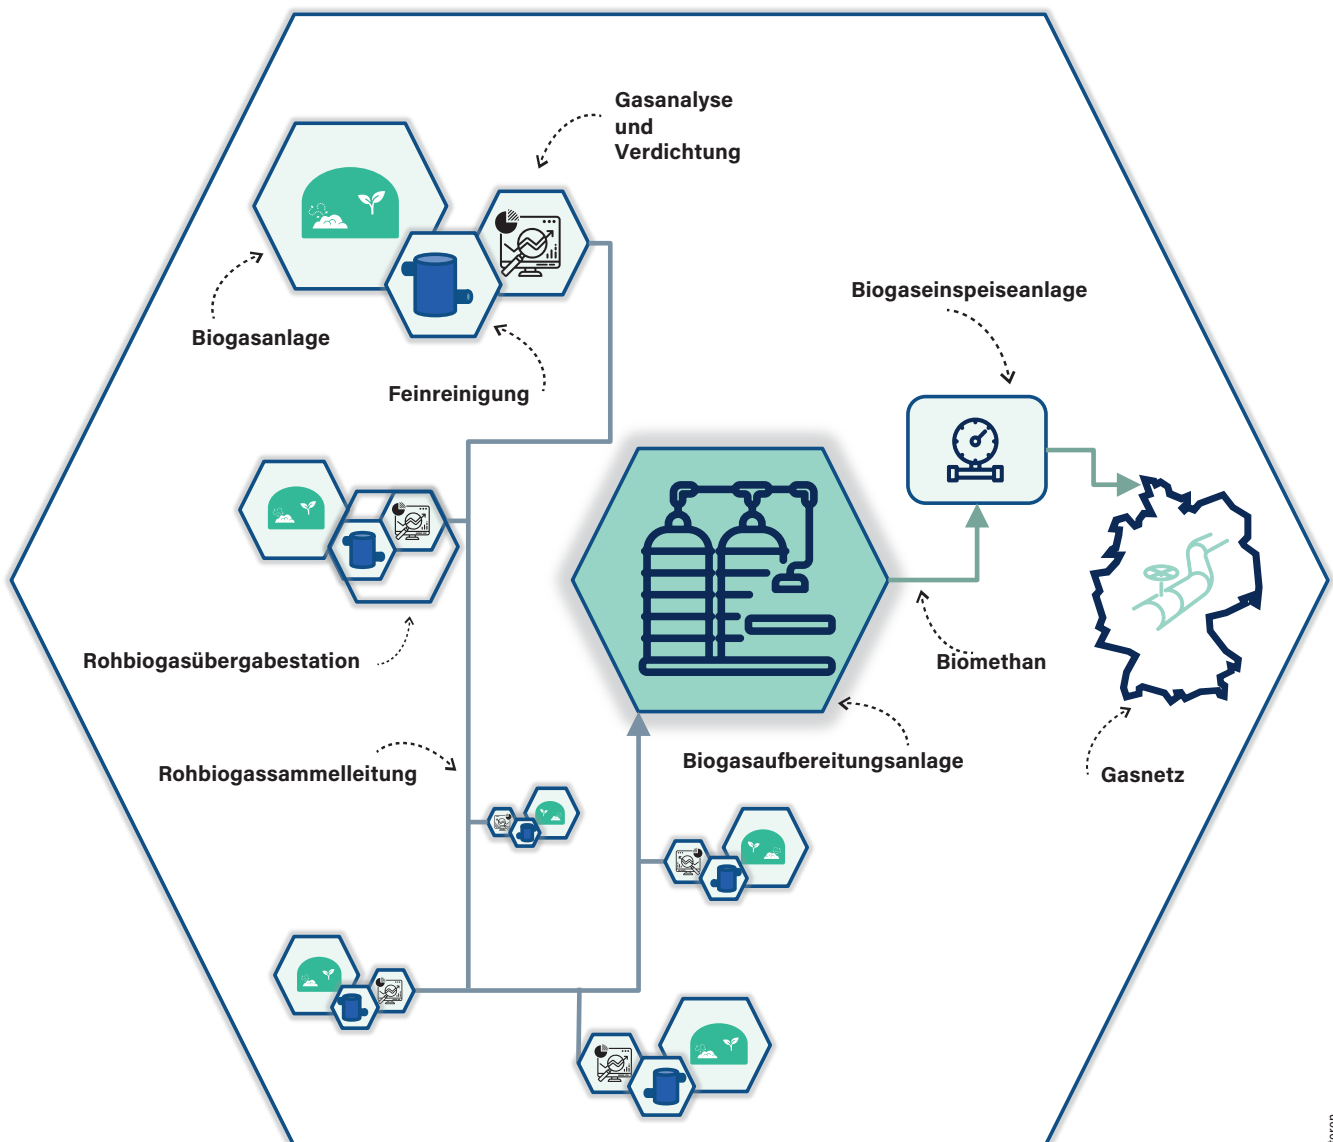 Gasanalyse
und
Verdichtung
Biogasanlage
Feinreinigung
Biogaseinspeiseanlage
Rohbiogasübergabestation
Biomethan
Rohbiogassammelleitung
Biogasaufbereitungsanlage
Gasnetz